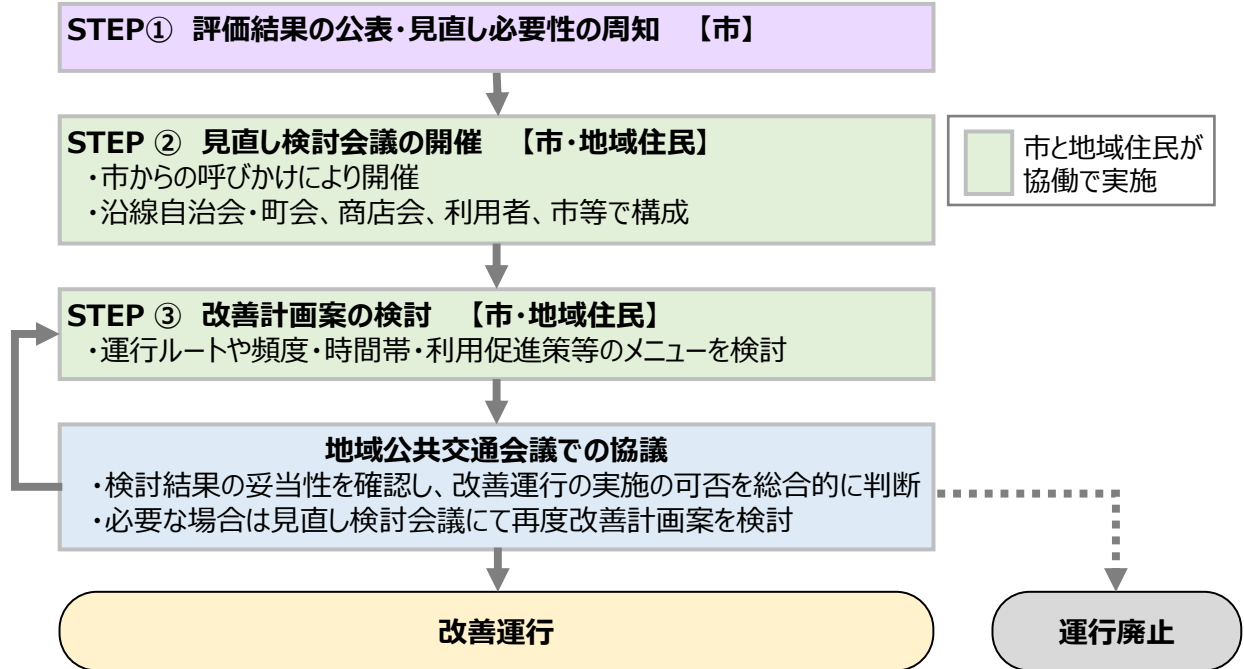 STEP① 評価結果の公表・見直し必要性の周知 【市】
STEP ② 見直し検討会議の開催 【市・地域住民】
・市からの呼びかけにより開催
・沿線自治会・町会、商店会、利用者、市等で構成
市と地域住民が
協働で実施
STEP ③ 改善計画案の検討 【市・地域住民】
・運行ルートや頻度・時間帯・利用促進策等のメニューを検討
地域公共交通会議での協議
・検討結果の妥当性を確認し、改善運行の実施の可否を総合的に判断
・必要な場合は見直し検討会議にて再度改善計画案を検討
改善運行
運行廃止